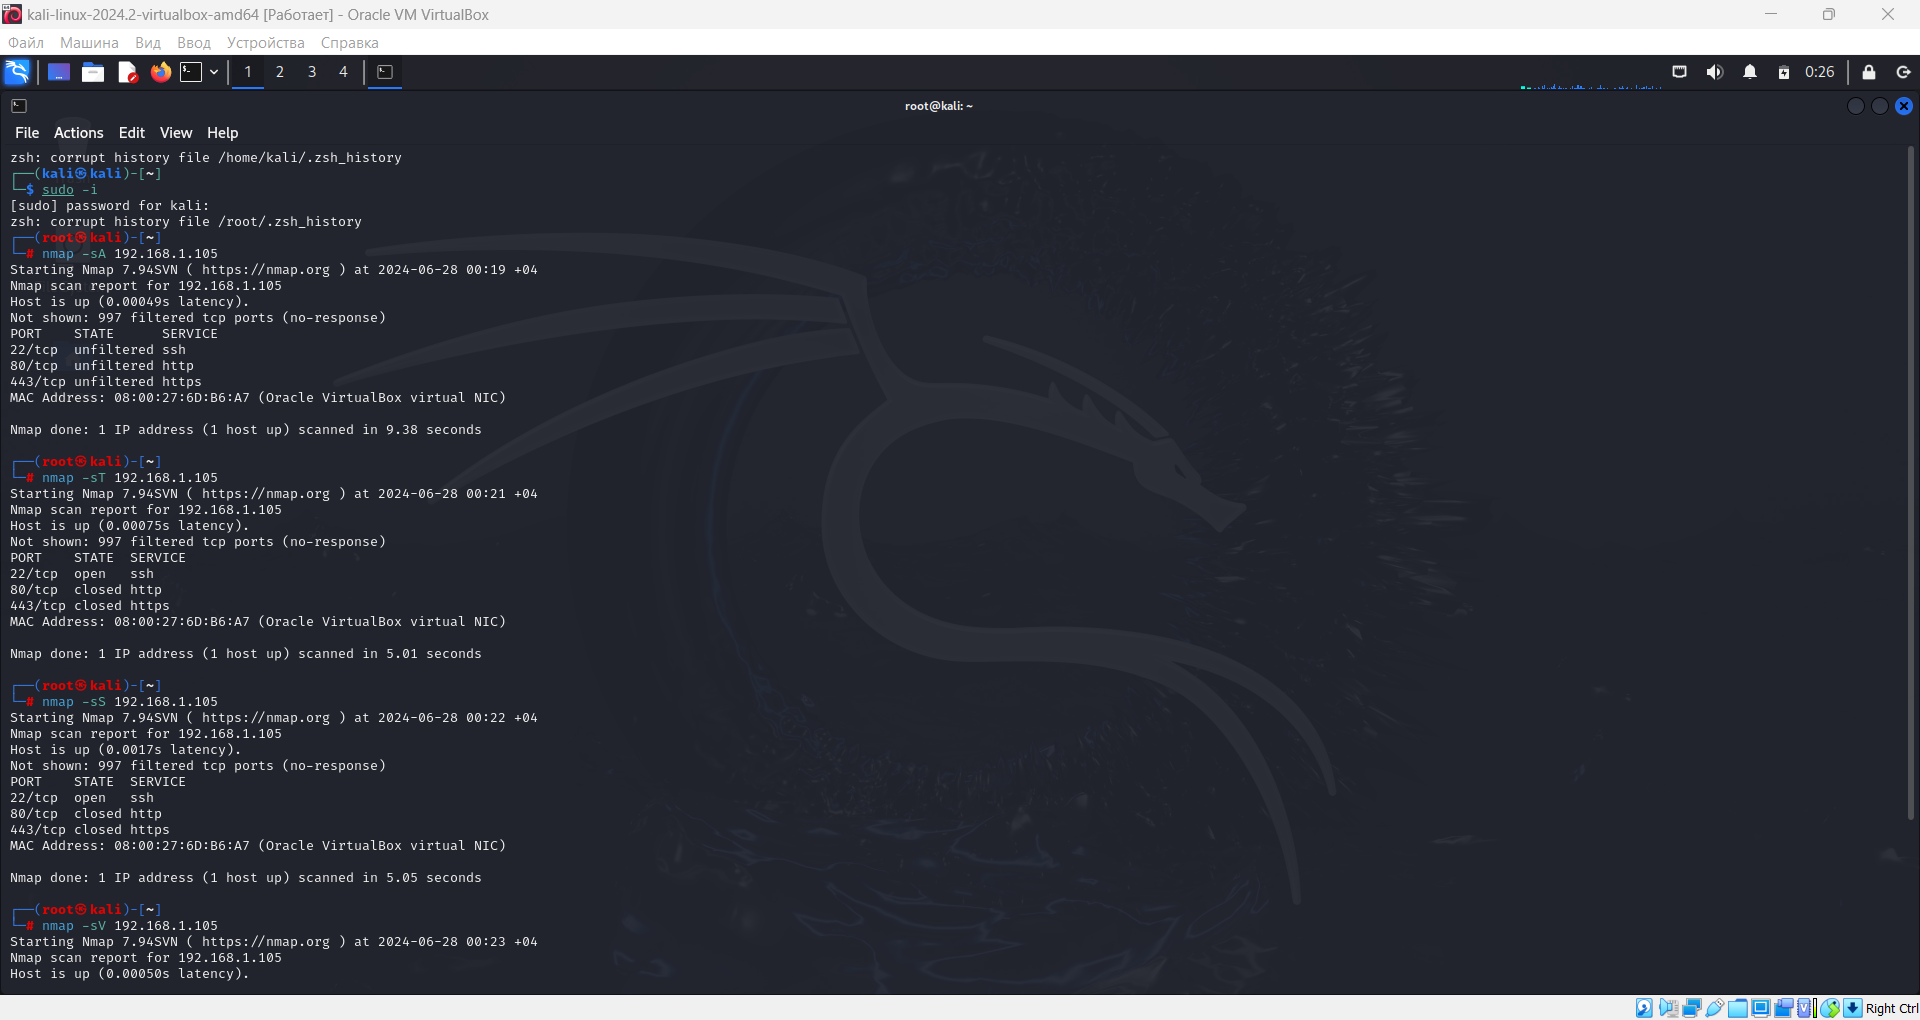 kali-linux-2024.2-virtualbox-amd64 [Работает] - Oracle VM VirtualBox
Файл Машина Вид Ввод Устройства Справка
1 2 3 4 0:26
root@kali: ~
File Actions Edit View Help
zsh: corrupt history file /home/kali/.zsh_history
┌──(kali㉿kali)-[~]
└─$ sudo -i
[sudo] password for kali:
zsh: corrupt history file /root/.zsh_history
┌──(root㉿kali)-[~]
└─# nmap -sA 192.168.1.105
Starting Nmap 7.94SVN ( https://nmap.org ) at 2024-06-28 00:19 +04
Nmap scan report for 192.168.1.105
Host is up (0.00049s latency).
Not shown: 997 filtered tcp ports (no-response)
PORT    STATE      SERVICE
22/tcp  unfiltered ssh
80/tcp  unfiltered http
443/tcp unfiltered https
MAC Address: 08:00:27:6D:B6:A7 (Oracle VirtualBox virtual NIC)
Nmap done: 1 IP address (1 host up) scanned in 9.38 seconds
┌──(root㉿kali)-[~]
└─# nmap -sT 192.168.1.105
Starting Nmap 7.94SVN ( https://nmap.org ) at 2024-06-28 00:21 +04
Nmap scan report for 192.168.1.105
Host is up (0.00075s latency).
Not shown: 997 filtered tcp ports (no-response)
PORT    STATE  SERVICE
22/tcp  open   ssh
80/tcp  closed http
443/tcp closed https
MAC Address: 08:00:27:6D:B6:A7 (Oracle VirtualBox virtual NIC)
Nmap done: 1 IP address (1 host up) scanned in 5.01 seconds
┌──(root㉿kali)-[~]
└─# nmap -sS 192.168.1.105
Starting Nmap 7.94SVN ( https://nmap.org ) at 2024-06-28 00:22 +04
Nmap scan report for 192.168.1.105
Host is up (0.0017s latency).
Not shown: 997 filtered tcp ports (no-response)
PORT    STATE  SERVICE
22/tcp  open   ssh
80/tcp  closed http
443/tcp closed https
MAC Address: 08:00:27:6D:B6:A7 (Oracle VirtualBox virtual NIC)
Nmap done: 1 IP address (1 host up) scanned in 5.05 seconds
┌──(root㉿kali)-[~]
└─# nmap -sV 192.168.1.105
Starting Nmap 7.94SVN ( https://nmap.org ) at 2024-06-28 00:23 +04
Nmap scan report for 192.168.1.105
Host is up (0.00050s latency).
Right Ctrl